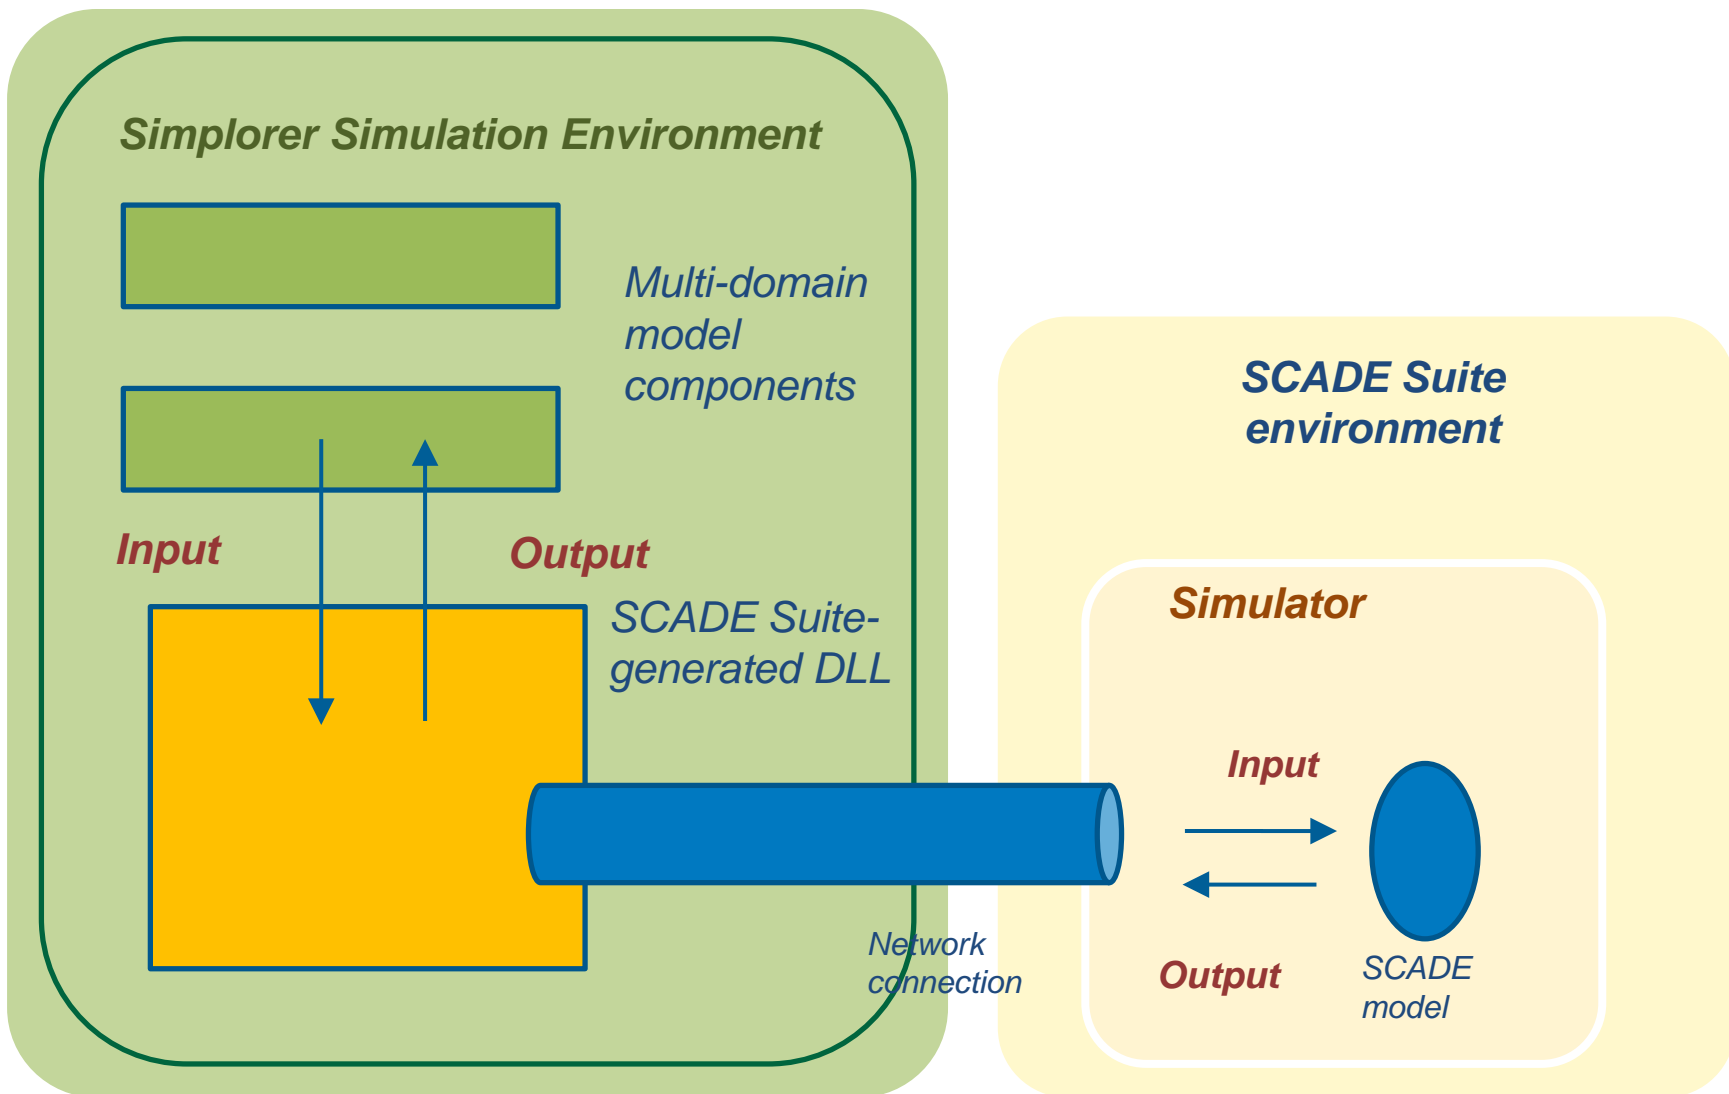 Simplorer Simulation Environment
Multi-domain
model
components
Input
Output
SCADE Suite-
generated DLL
Network
connection
SCADE Suite
environment
Simulator
Input
Output
SCADE
model